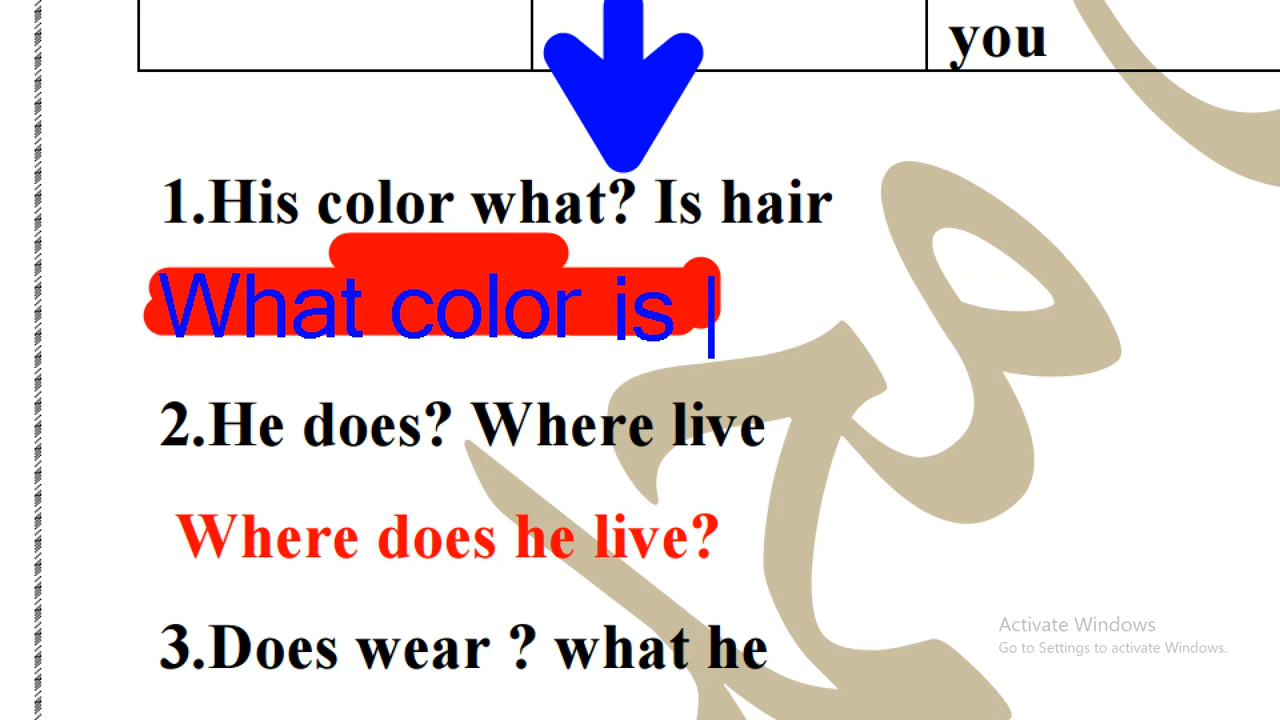 you
1.His color what? Is hair
What color is
2.He does? Where live
Where does he live?
3.Does wear ? what he
Activate Windows
Go to Settings to activate Windows.